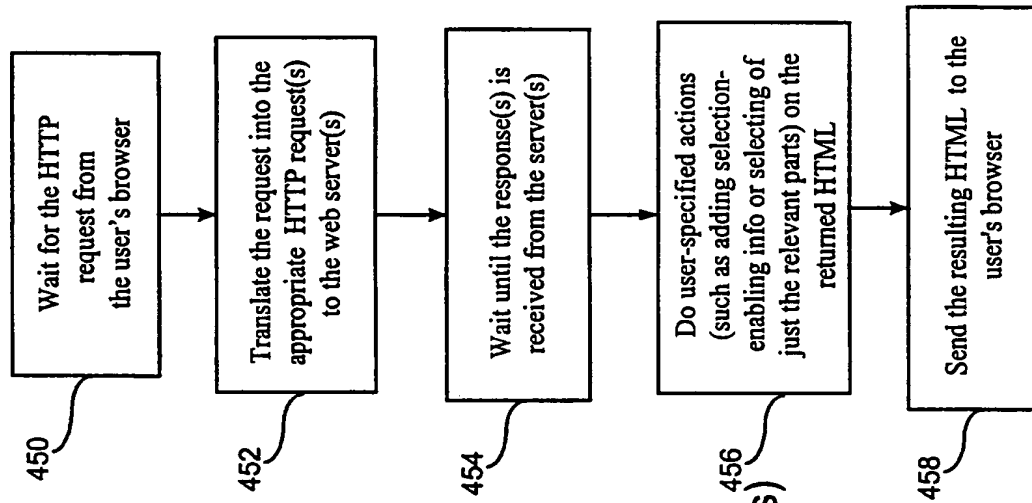 450
Wait for the HTTP
request from
the user's browser
452
Translate the request into the
appropriate HTTP request(s)
to the web server(s)
454
Wait until the response(s) is
received from the server(s)
456
Do user-specified actions
(such as adding selection-
enabling info or selecting of
just the relevant parts) on the
returned HTML
458
Send the resulting HTML to the
user's browser
s)